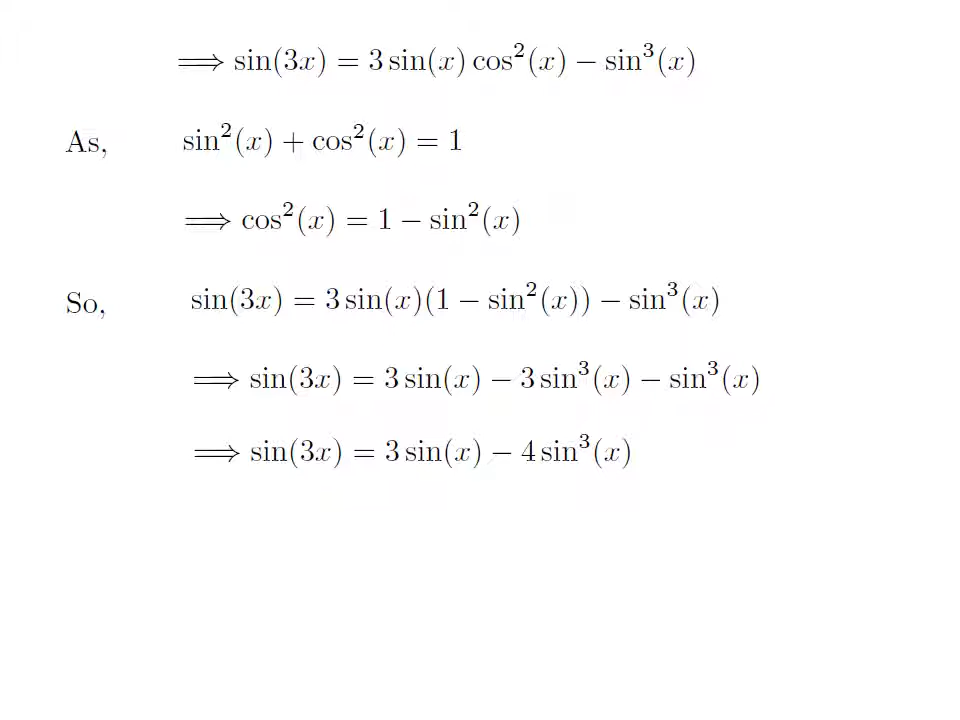 ⟹ sin(3x) = 3 sin(x) cos²(x) − sin³(x)
As, sin²(x) + cos²(x) = 1
⟹ cos²(x) = 1 − sin²(x)
So, sin(3x) = 3 sin(x)(1 − sin²(x)) − sin³(x)
⟹ sin(3x) = 3 sin(x) − 3 sin³(x) − sin³(x)
⟹ sin(3x) = 3 sin(x) − 4 sin³(x)